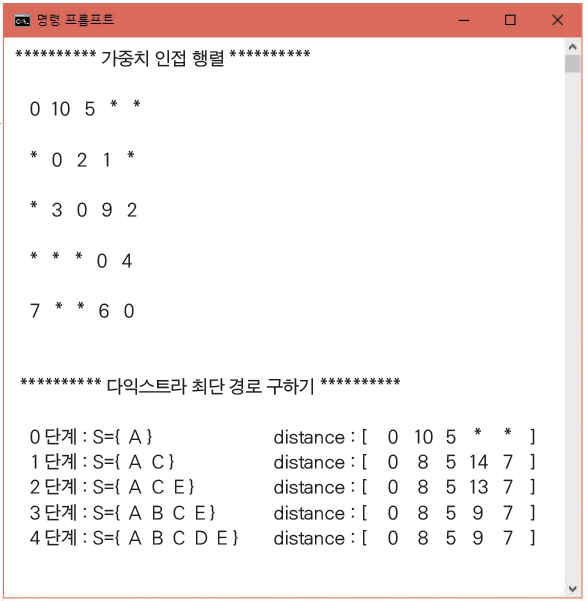 명령 프롬프트
********** 가중치 인접 행렬 **********
0 10 5 * *
* 0 2 1 *
* 3 0 9 2
* * * 0 4
7 * * 6 0
********** 다익스트라 최단 경로 구하기 **********
0 단계 : S={ A } distance : [ 0 10 5 * * ]
1 단계 : S={ A C } distance : [ 0 8 5 14 7 ]
2 단계 : S={ A C E } distance : [ 0 8 5 13 7 ]
3 단계 : S={ A B C E } distance : [ 0 8 5 9 7 ]
4 단계 : S={ A B C D E } distance : [ 0 8 5 9 7 ]